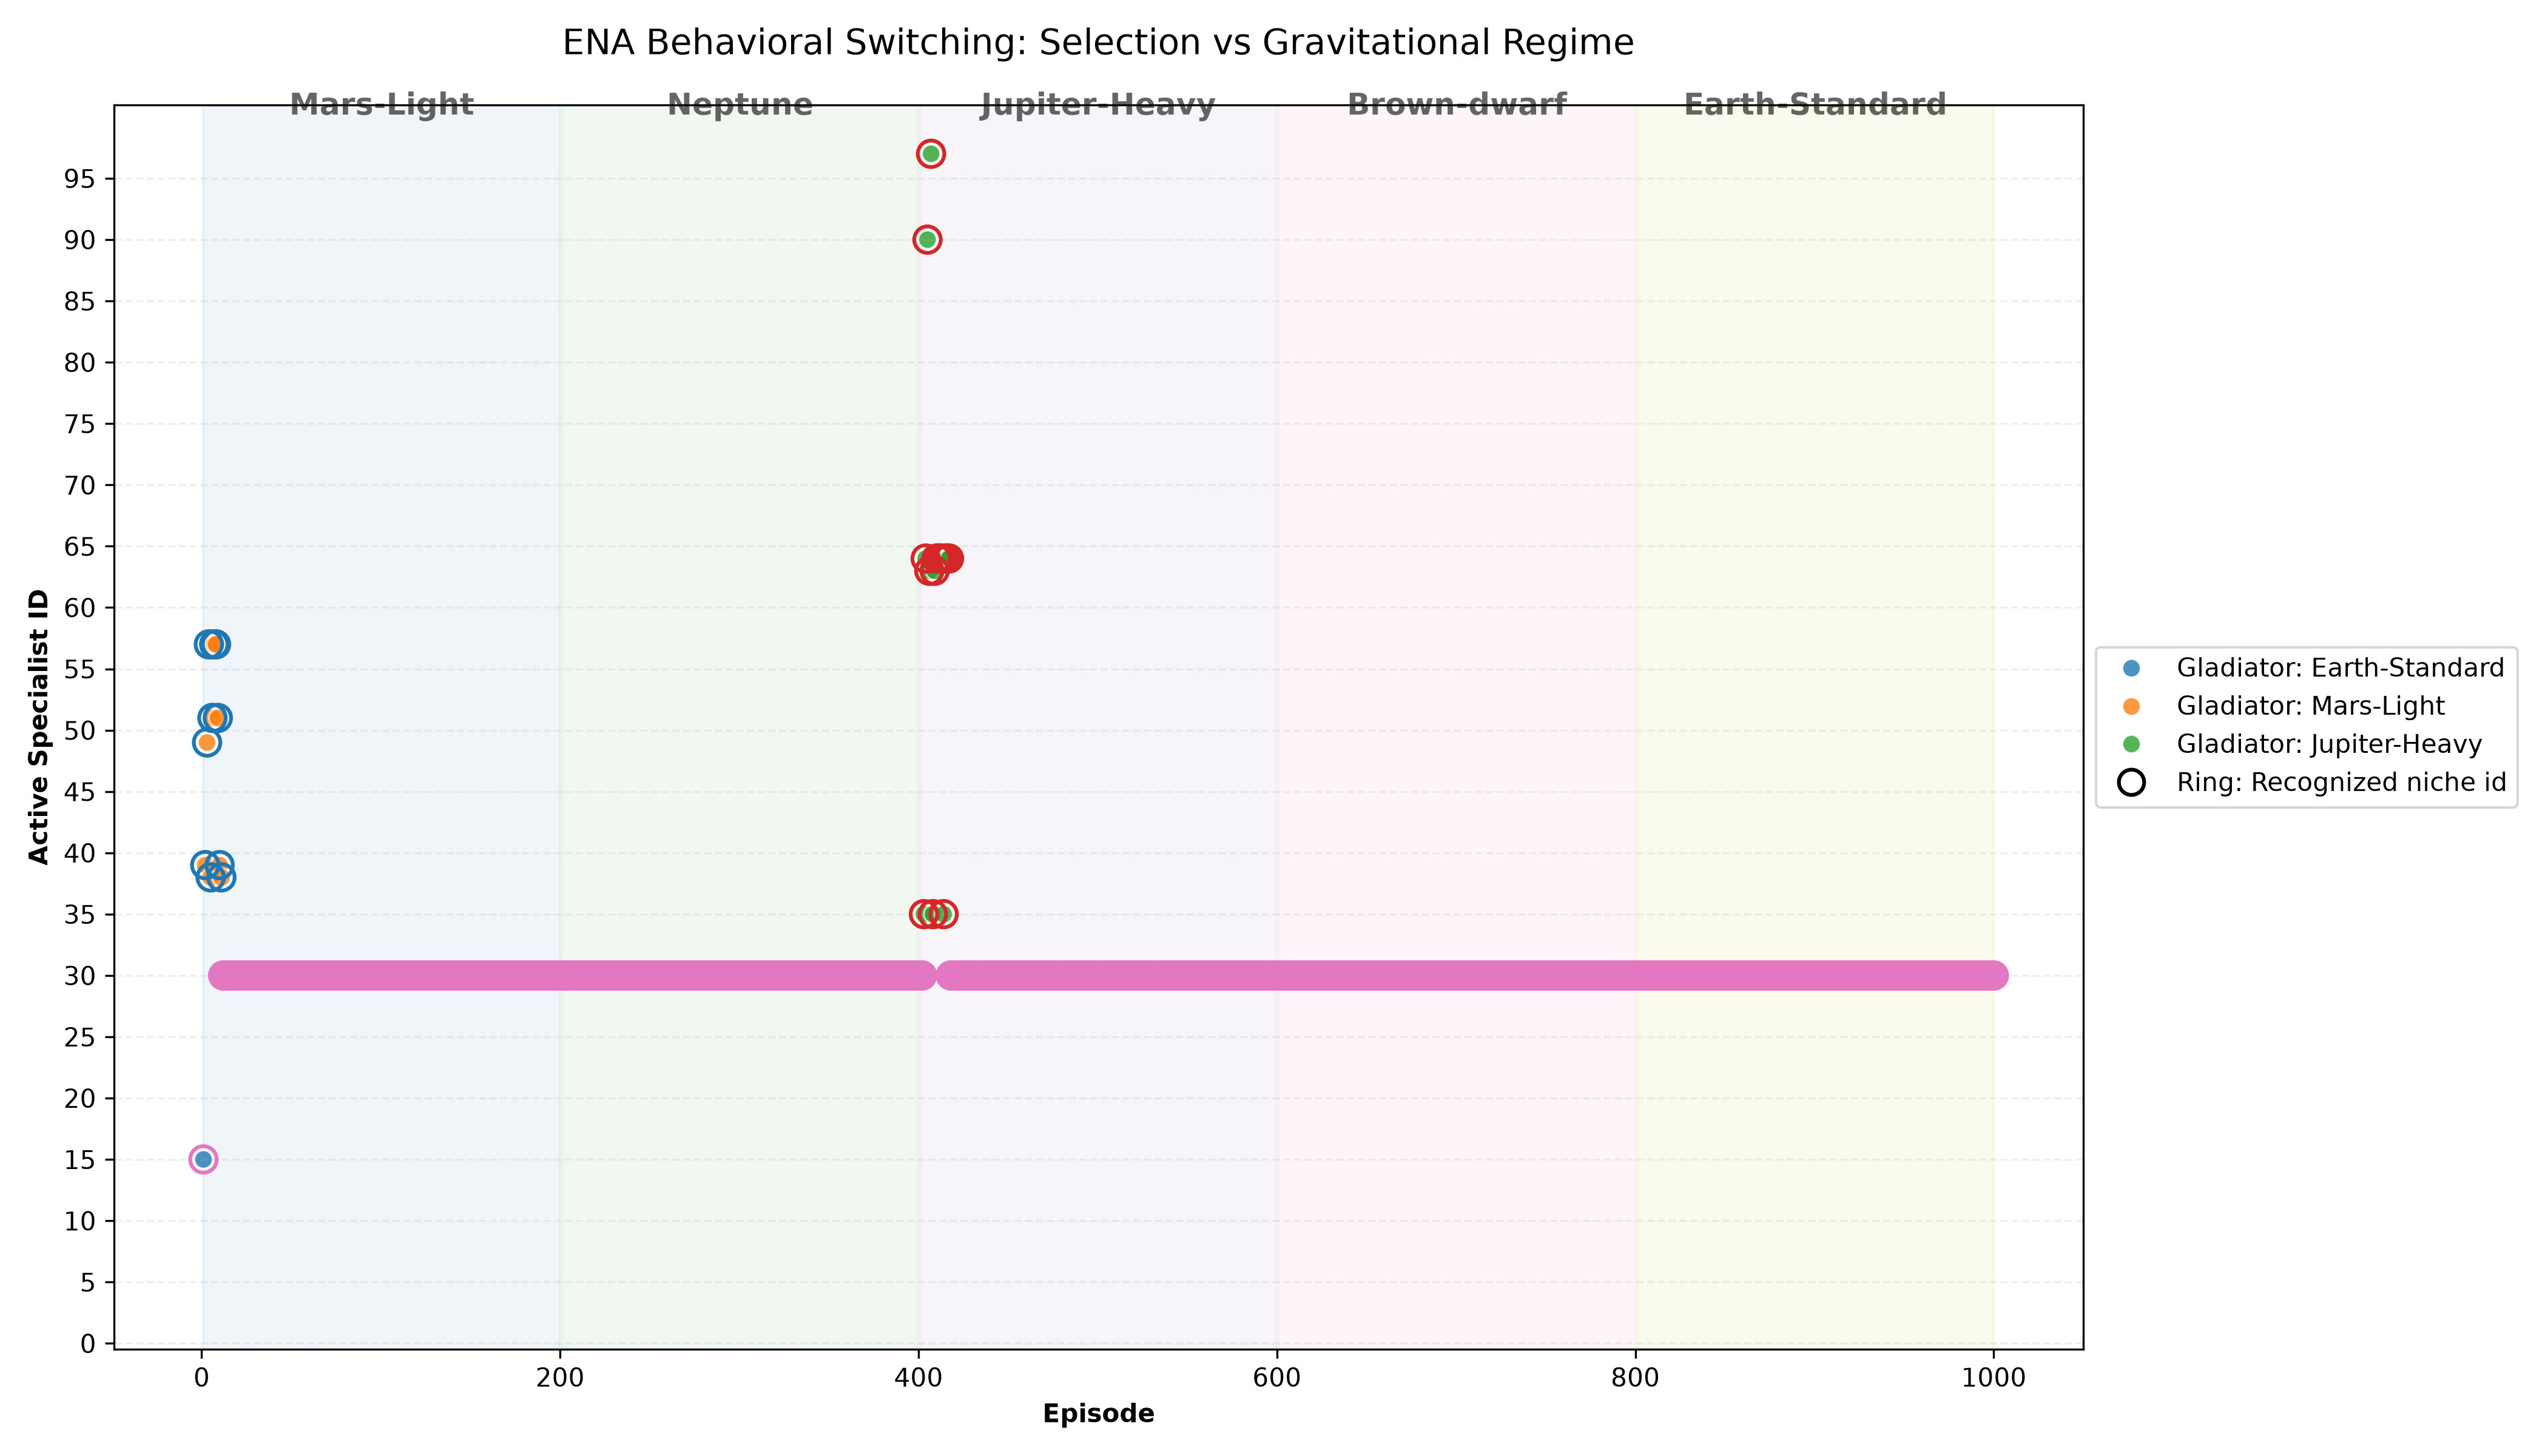 ENA Behavioral Switching: Selection vs Gravitational Regime
Mars-Light
Neptune
Jupiter-Heavy
Brown-dwarf
Earth-Standard
95
90
85
80
75
70
65
60
55
50
45
40
35
30
25
20
15
10
5
0
Active Specialist ID
0
200
400
600
800
1000
Episode
Gladiator: Earth-Standard
Gladiator: Mars-Light
Gladiator: Jupiter-Heavy
Ring: Recognized niche id